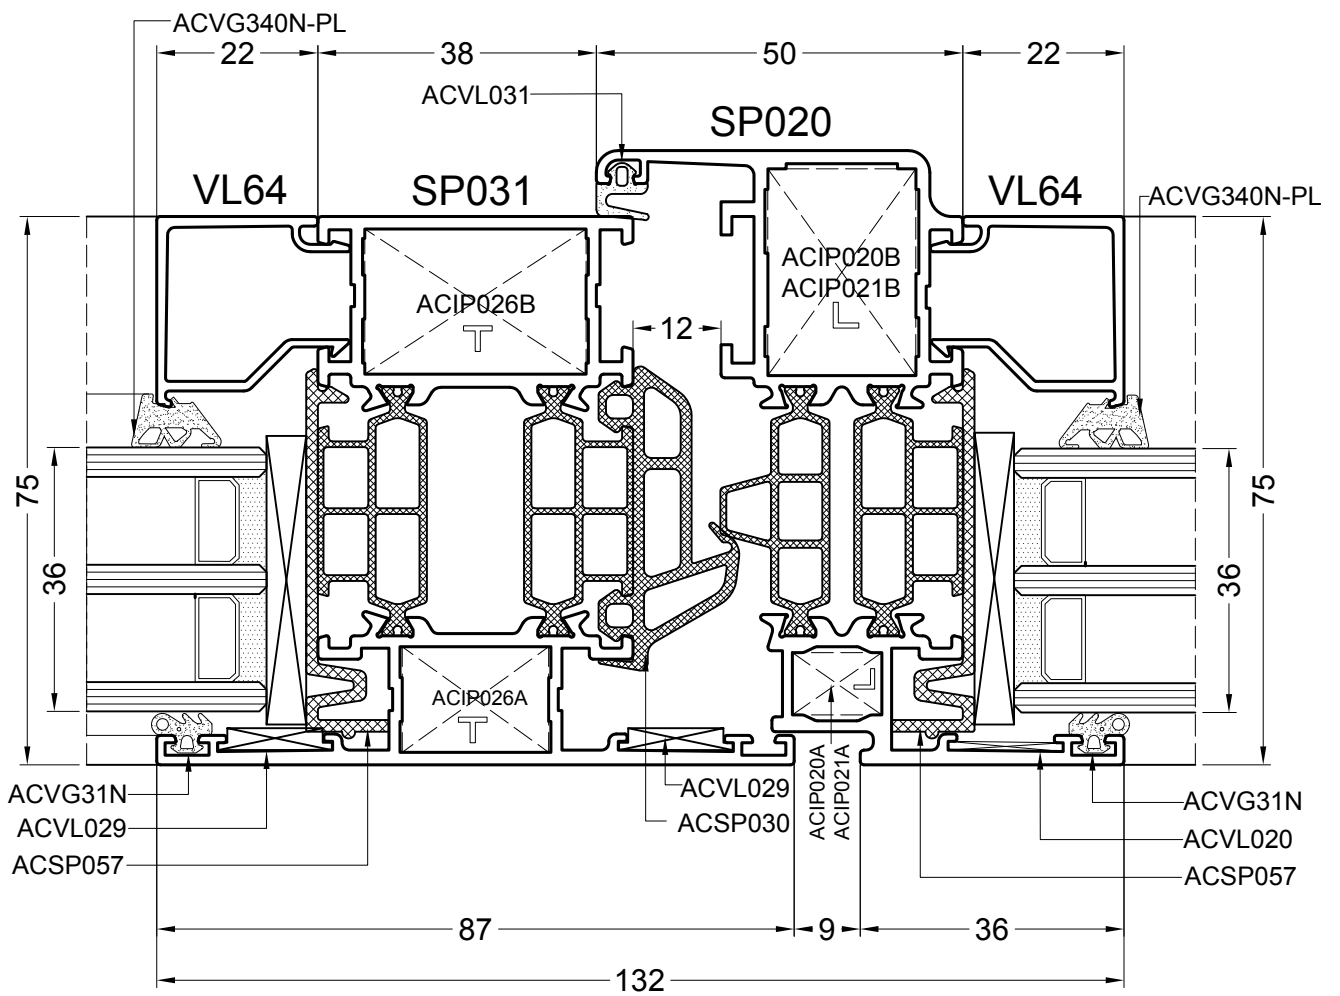 ACVG340N-PL
22
38
50
22
ACVL031
SP020
VL64
SP031
VL64
ACVG340N-PL
ACIP020B
ACIP021B
L
ACIP026B
T
12
75
36
36
75
ACIP026A
T
L
ACVG31N
ACVL029
ACSP057
ACVL029
ACSP030
ACIP020A
ACIP021A
ACVG31N
ACVL020
ACSP057
87
9
36
132